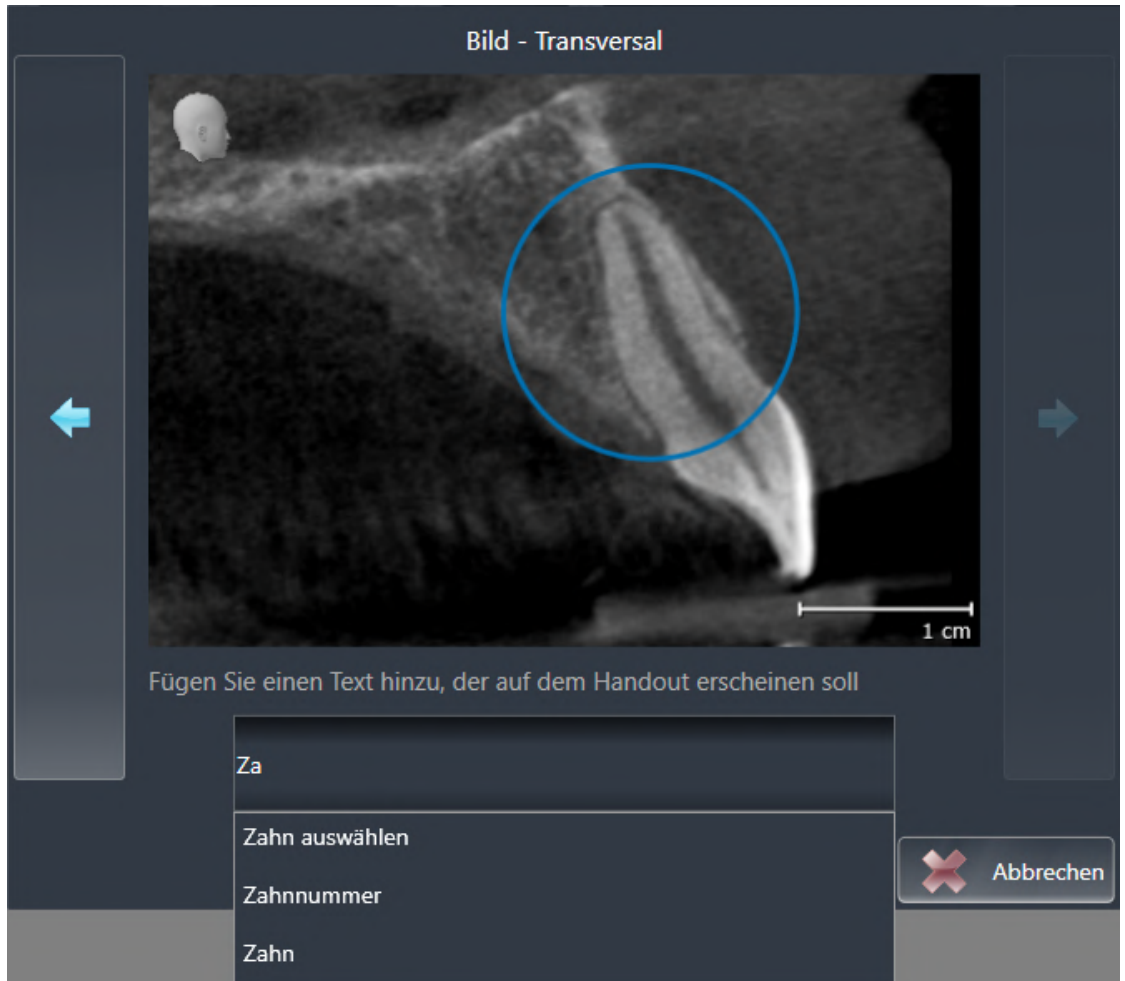 Bild - Transversal
1 cm
Fügen Sie einen Text hinzu, der auf dem Handout erscheinen soll
Za
Zahn auswählen
Zahnnummer
Zahn
Abbrechen